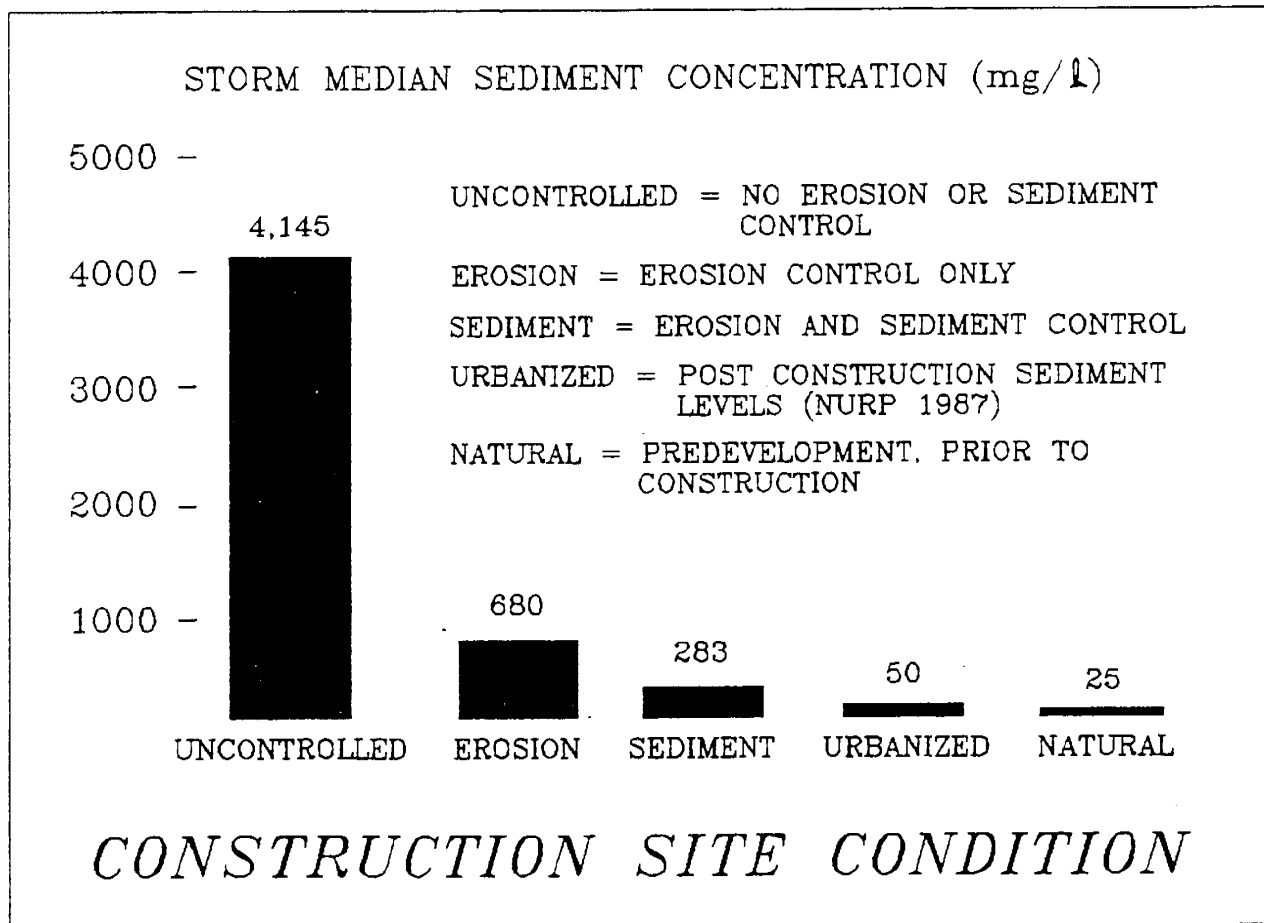 STORM MEDIAN SEDIMENT CONCENTRATION (mg/l)
5000 -
4000 -
3000 -
2000 -
1000 -
4,145
680
283
50
25
UNCONTROLLED = NO EROSION OR SEDIMENT
CONTROL
EROSION = EROSION CONTROL ONLY
SEDIMENT = EROSION AND SEDIMENT CONTROL
URBANIZED = POST CONSTRUCTION SEDIMENT
LEVELS (NURP 1987)
NATURAL = PREDEVELOPMENT, PRIOR TO
CONSTRUCTION
UNCONTROLLED EROSION SEDIMENT URBANIZED NATURAL
CONSTRUCTION SITE CONDITION